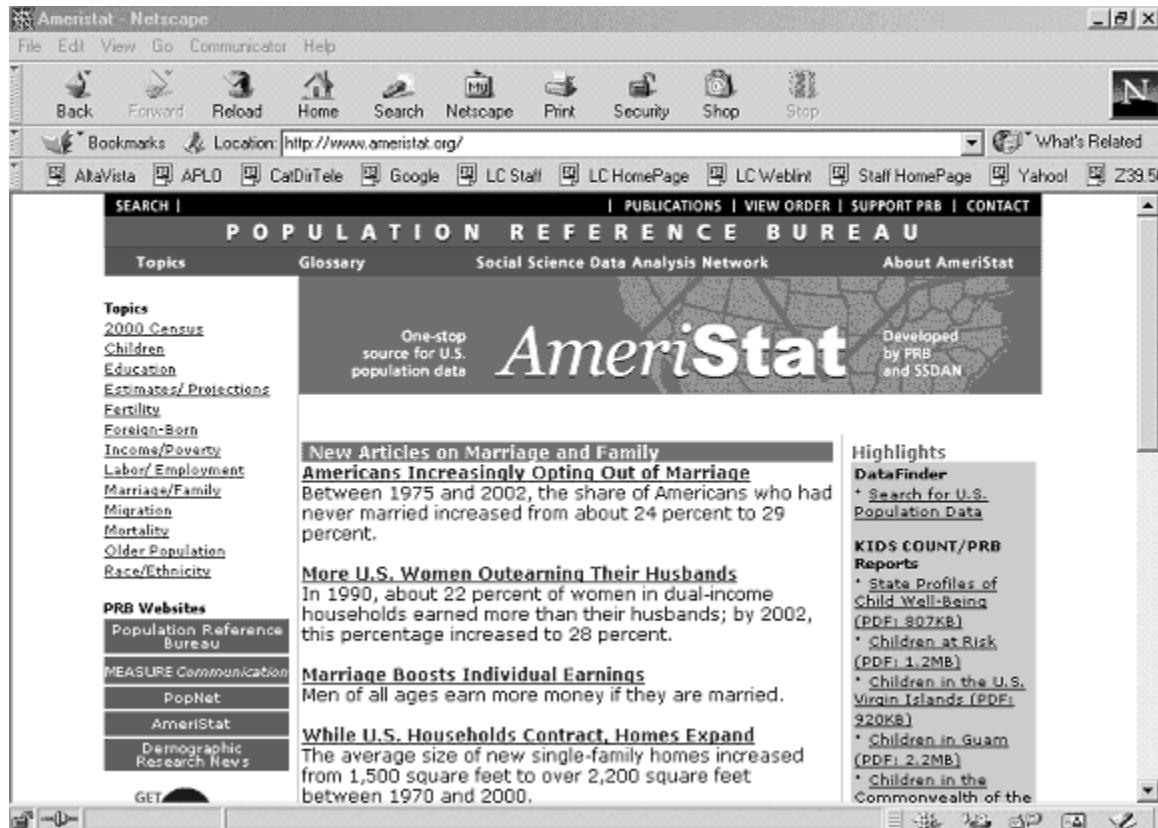 Ameristat - Netscape
File Edit View Go Communicator Help
Back Forward Reload Home Search Netscape Print Security Shop Stop
Bookmarks Location: http://www.ameristat.org/ What's Related
AltaVista APLO CatDirTele Google LC Staff LC HomePage LC Weblint Staff HomePage Yahoo! Z39.50
SEARCH | | PUBLICATIONS | VIEW ORDER | SUPPORT PRB | CONTACT
POPULATION REFERENCE BUREAU
Topics Glossary Social Science Data Analysis Network About AmeriStat
One-stop
source for U.S.
population data
AmeriStat
Developed
by PRB
and SSDAN
Topics
2000 Census
Children
Education
Estimates/ Projections
Fertility
Foreign-Born
Income/Poverty
Labor/ Employment
Marriage/Family
Migration
Mortality
Older Population
Race/Ethnicity
PRB Websites
Population Reference
Bureau
MEASURE Communication
PopNet
AmeriStat
Demographic
Research News
GET
New Articles on Marriage and Family
Americans Increasingly Opting Out of Marriage
Between 1975 and 2002, the share of Americans who had
never married increased from about 24 percent to 29
percent.
More U.S. Women Outearning Their Husbands
In 1990, about 22 percent of women in dual-income
households earned more than their husbands; by 2002,
this percentage increased to 28 percent.
Marriage Boosts Individual Earnings
Men of all ages earn more money if they are married.
While U.S. Households Contract, Homes Expand
The average size of new single-family homes increased
from 1,500 square feet to over 2,200 square feet
between 1970 and 2000.
Highlights
DataFinder
* Search for U.S.
Population Data
KIDS COUNT/PRB
Reports
* State Profiles of
Child Well-Being
(PDF: 807KB)
* Children at Risk
(PDF: 1.2MB)
* Children in the U.S.
Virgin Islands (PDF:
920KB)
* Children in Guam
(PDF: 2.2MB)
* Children in the
Commonwealth of the